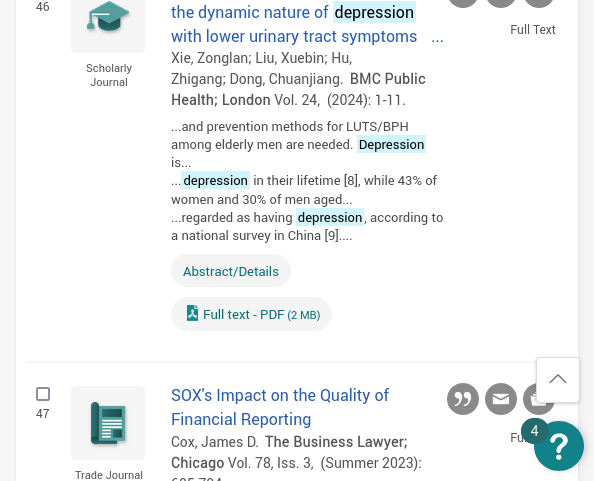 46
the dynamic nature of depression
with lower urinary tract symptoms ...
Full Text
Scholarly
Journal
Xie, Zonglan; Liu, Xuebin; Hu,
Zhigang; Dong, Chuanjiang. BMC Public
Health; London Vol. 24, (2024): 1-11.
...and prevention methods for LUTS/BPH
among elderly men are needed. Depression
is...
...depression in their lifetime [8], while 43% of
women and 30% of men aged...
...regarded as having depression, according to
a national survey in China [9]....
Abstract/Details
Full text - PDF (2 MB)
47
SOX's Impact on the Quality of
Financial Reporting
Trade Journal
Cox, James D. The Business Lawyer;
Chicago Vol. 78, Iss. 3, (Summer 2023):
4
?